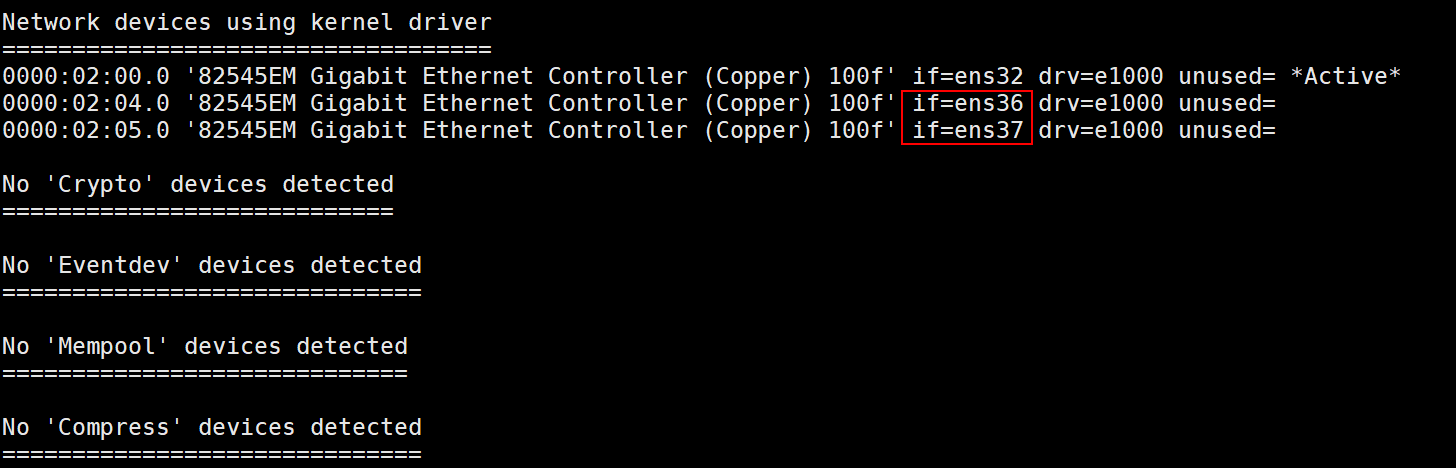 Network devices using kernel driver
===================================
0000:02:00.0 '82545EM Gigabit Ethernet Controller (Copper) 100f' if=ens32 drv=e1000 unused= *Active*
0000:02:04.0 '82545EM Gigabit Ethernet Controller (Copper) 100f' if=ens36 drv=e1000 unused=
0000:02:05.0 '82545EM Gigabit Ethernet Controller (Copper) 100f' if=ens37 drv=e1000 unused=
No 'Crypto' devices detected
============================
No 'Eventdev' devices detected
==============================
No 'Mempool' devices detected
=============================
No 'Compress' devices detected
==============================